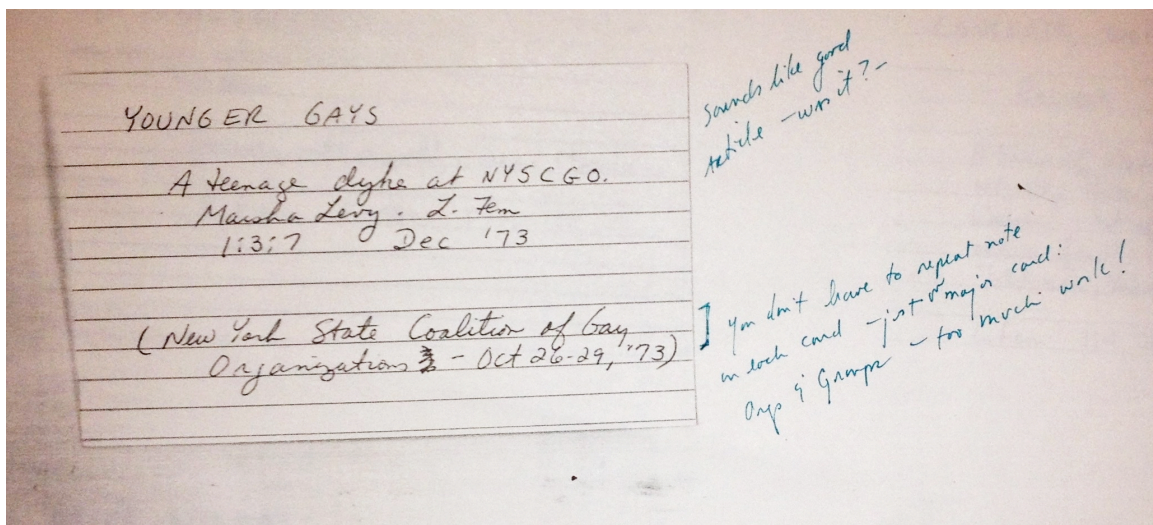 YOUNGER GAYS
A teenage dyke at NYSCGO.
Marsha Levy. L. Fem
1:3:7 Dec '73
(New York State Coalition of Gay
Organizations - Oct 26-29, '73)
Sounds like good
article - was it? -
] you don't have to repeat note
on each card - just on major card:
Orgs & Groups - too much work!